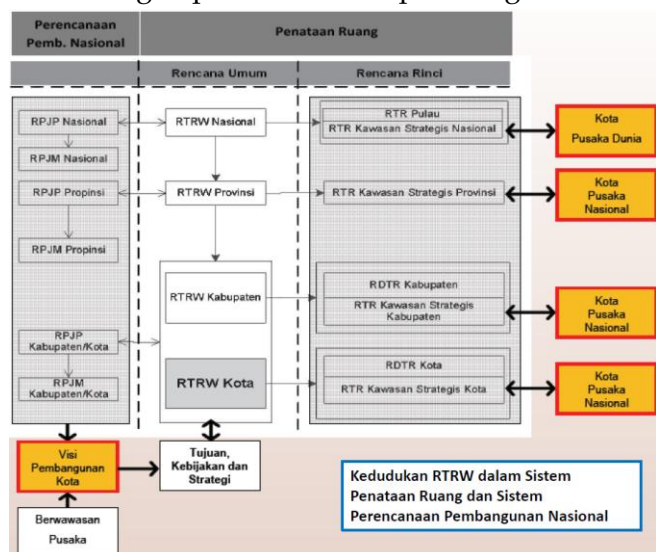 Perencanaan
Pemb. Nasional
Penataan Ruang
Rencana Umum
Rencana Rinci
RPJP Nasional
RTRW Nasional
RTR Pulau
RTR Kawasan Strategis Nasional
Kota
Pusaka Dunia
RPJM Nasional
RPJP Propinsi
RTRW Provinsi
RTR Kawasan Strategis Provinsi
Kota
Pusaka
Nasional
RPJM Propinsi
RTRW Kabupaten
RDTR Kabupaten
RTR Kawasan Strategis
Kabupaten
Kota
Pusaka
Nasional
RPJP
Kabupaten/Kota
RPJM
Kabupaten/Kota
RTRW Kota
RDTR Kota
RTR Kawasan Strategis Kota
Kota
Pusaka
Nasional
Visi
Pembangunan
Kota
Tujuan,
Kebijakan dan
Strategi
Berwawasan
Pusaka
Kedudukan RTRW dalam Sistem
Penataan Ruang dan Sistem
Perencanaan Pembangunan Nasional